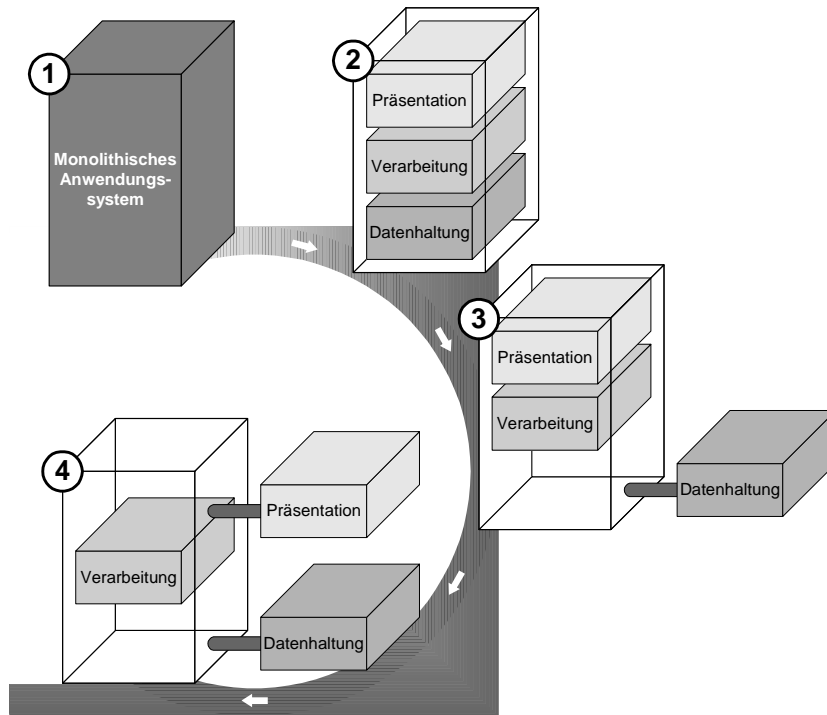 1
Monolithisches
Anwendungs-
system
2
Präsentation
Verarbeitung
Datenhaltung
3
Präsentation
Verarbeitung
Datenhaltung
4
Präsentation
Verarbeitung
Datenhaltung